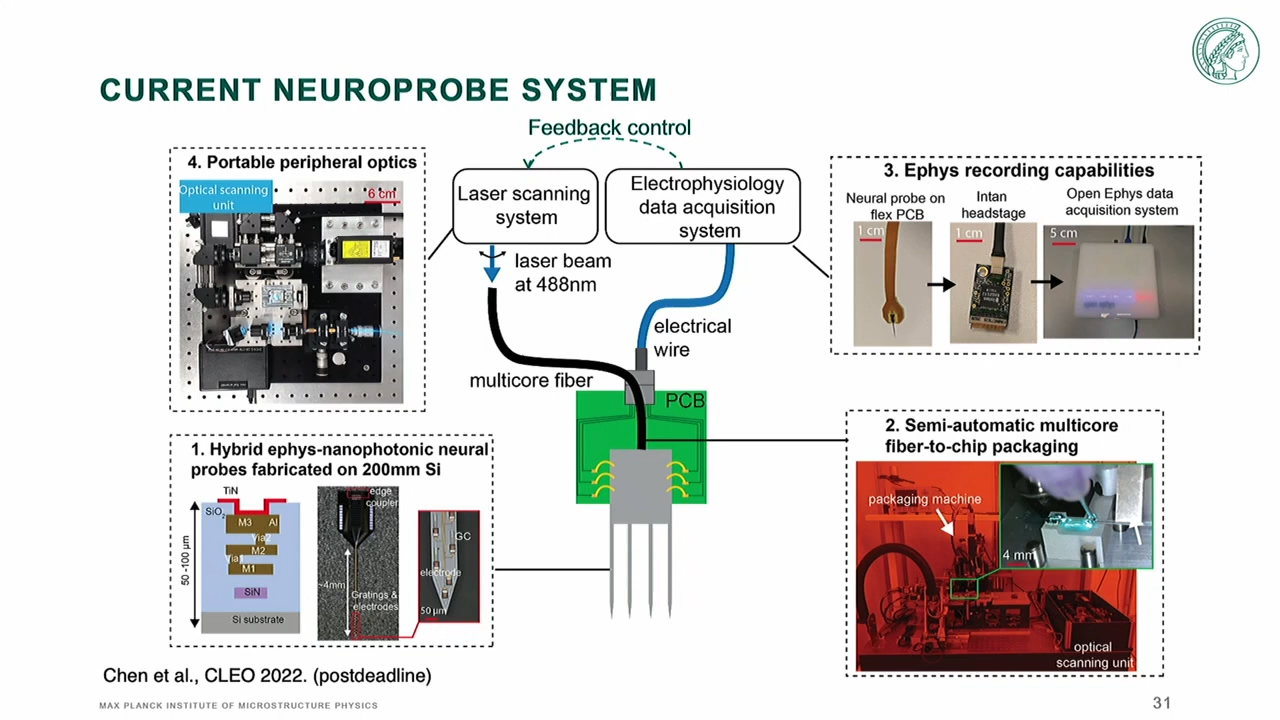 CURRENT NEUROPROBE SYSTEM
Feedback control
4. Portable peripheral optics
Optical scanning
unit
6 cm
Laser scanning
system
Electrophysiology
data acquisition
system
laser beam
at 488nm
electrical
wire
multicore fiber
PCB
3. Ephys recording capabilities
Neural probe on
flex PCB
Intan
headstage
Open Ephys data
acquisition system
1 cm
1 cm
5 cm
1. Hybrid ephys-nanophotonic neural
probes fabricated on 200mm Si
TiN
SiO2
M3
Al
Via2
M2
Via1
M1
SiN
Si substrate
50 -100 µm
edge
coupler
~4mm
Gratings &
electrodes
GC
electrode
50 µm
2. Semi-automatic multicore
fiber-to-chip packaging
packaging machine
4 mm
optical
scanning unit
Chen et al., CLEO 2022. (postdeadline)
MAX PLANCK INSTITUTE OF MICROSTRUCTURE PHYSICS
31